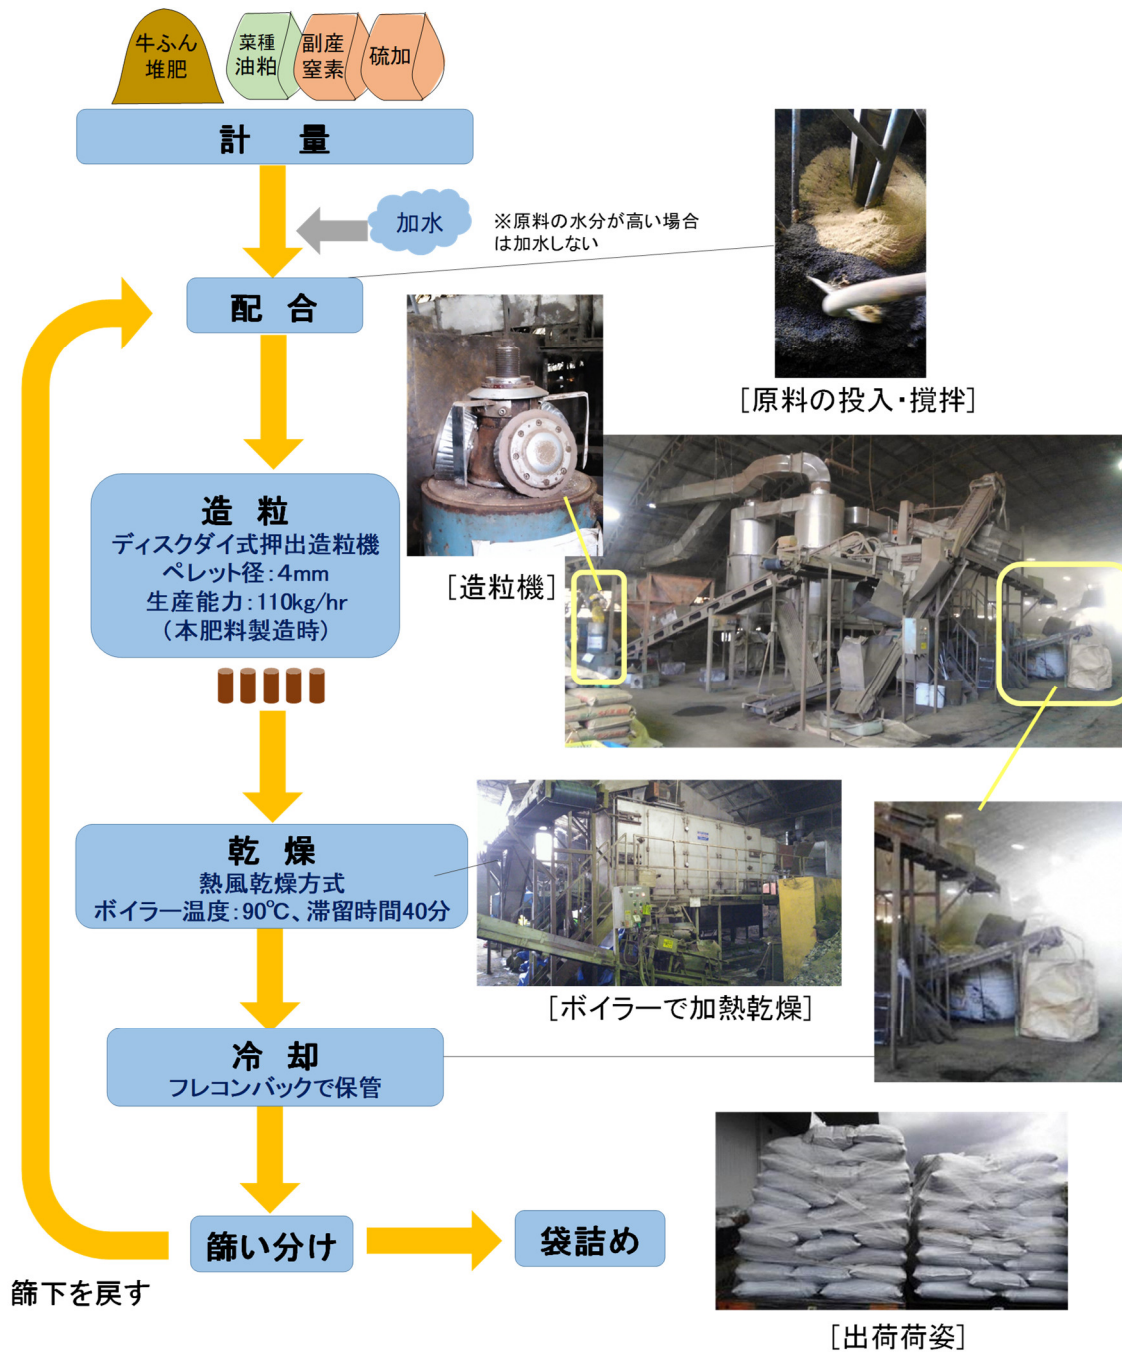 牛ふん
堆肥
菜種
油粕
副産
窒素
硫加
計　量
加水
※原料の水分が高い場合
は加水しない
配 合
[原料の投入・撹拌]
造 粒
ディスクダイ式押出造粒機
ペレット径：4mm
生産能力：110kg/hr
（本肥料製造時）
[造粒機]
乾 燥
熱風乾燥方式
ボイラー温度：90℃、滞留時間40分
[ボイラーで加熱乾燥]
冷 却
フレコンバックで保管
篩い分け
袋詰め
篩下を戻す
[出荷荷姿]